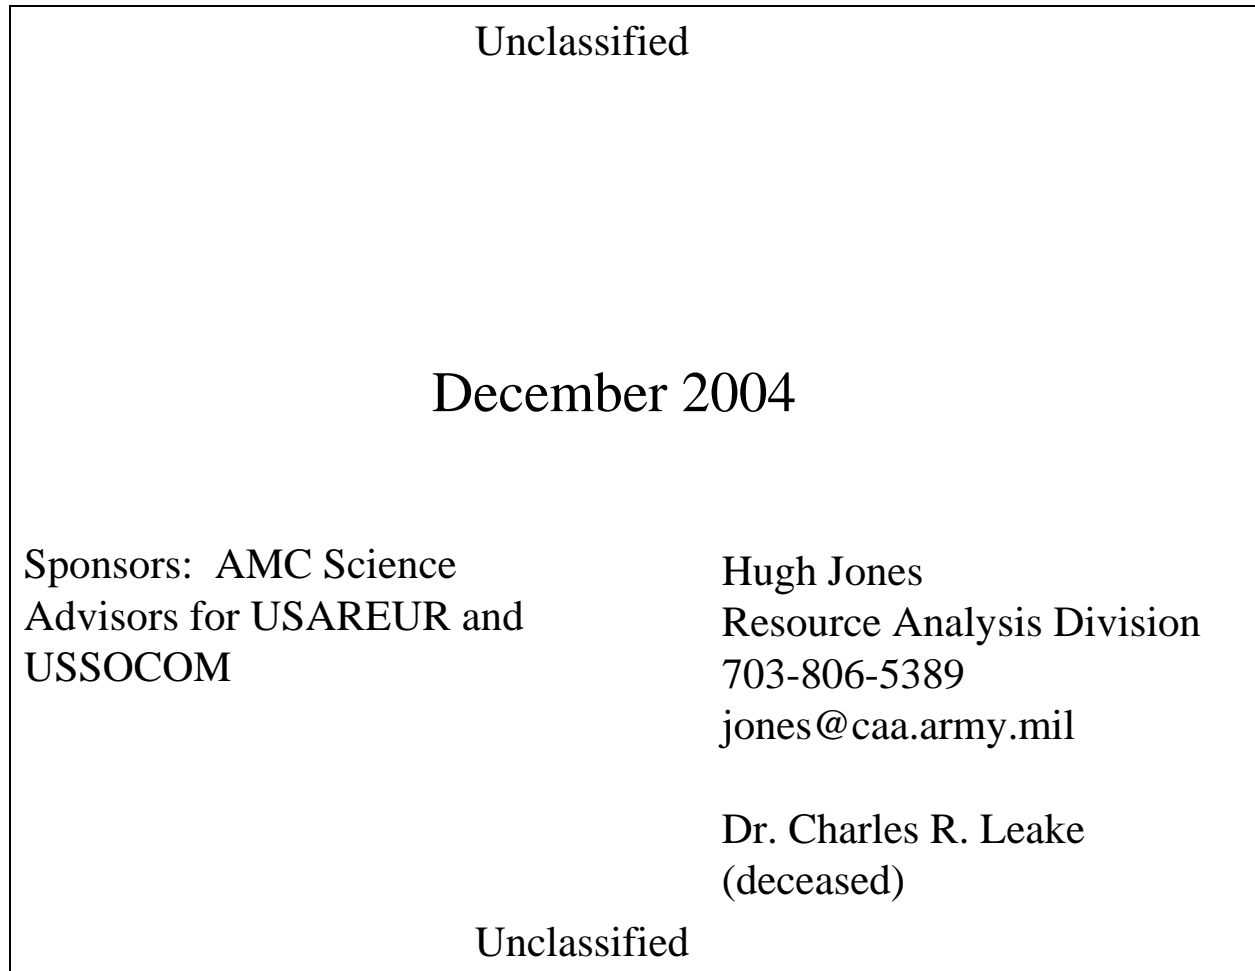 Unclassified
December 2004
Sponsors: AMC Science
Advisors for USAREUR and
USSOCOM
Hugh Jones
Resource Analysis Division
703-806-5389
jones@caa.army.mil
Dr. Charles R. Leake
(deceased)
Unclassified